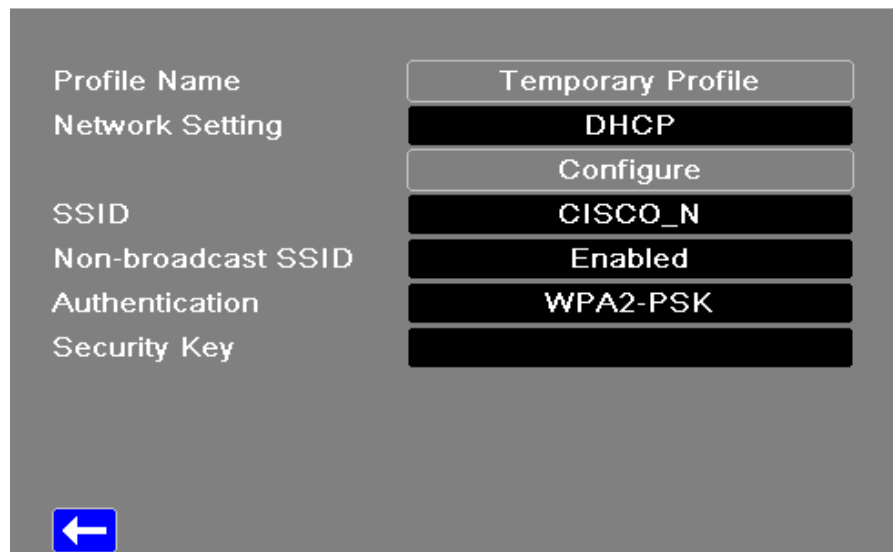 Profile Name Temporary Profile
Network Setting DHCP
Configure
SSID CISCO_N
Non-broadcast SSID Enabled
Authentication WPA2-PSK
Security Key